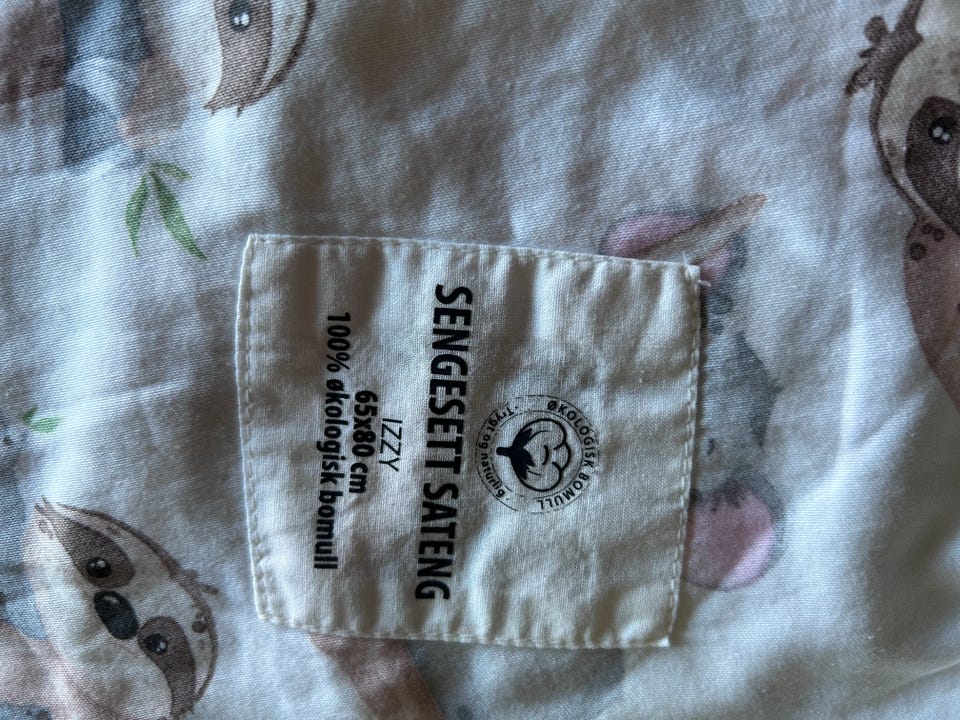 ØKOLOGISK BOMULL
Trygt og naturlig
SENGESETT SATENG
IZZY
65x80 cm
100% økologisk bomull